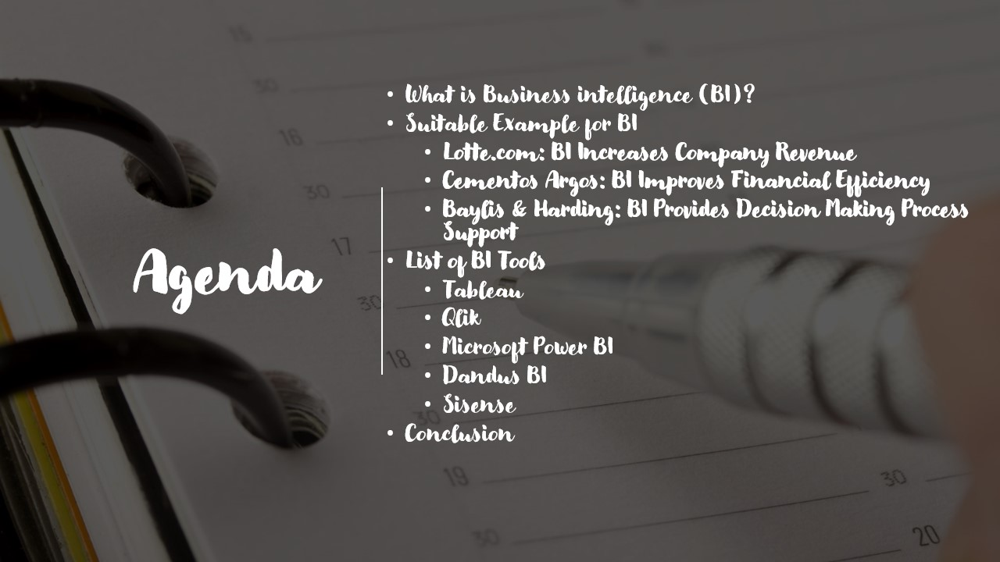 Agenda
• What is Business intelligence (BI)?
• Suitable Example for BI
• Lotte.com: BI Increases Company Revenue
• Cementos Argos: BI Improves Financial Efficiency
• Baylis & Harding: BI Provides Decision Making Process
Support
• List of BI Tools
• Tableau
• Qlik
• Microsoft Power BI
• Dandus BI
• Sisense
• Conclusion
15
30
16
30
17
30
18
30
19
30
30
20